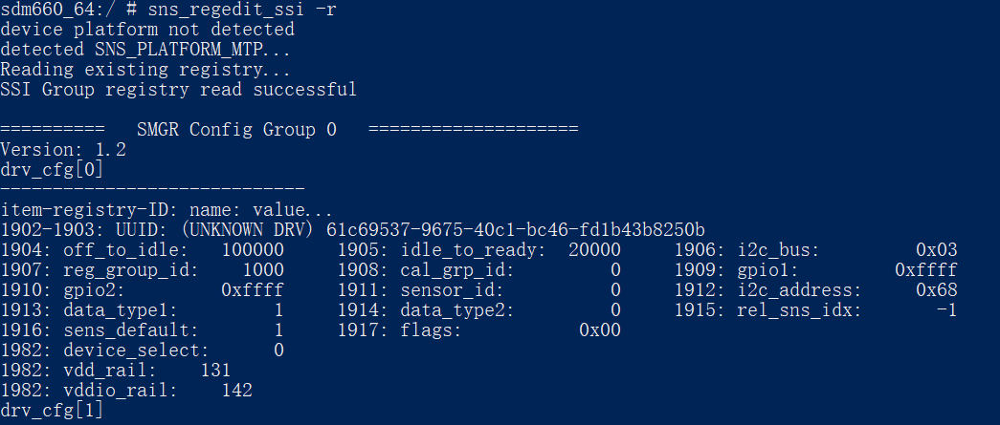 sdm660_64:/ # sns_regedit_ssi -r
device platform not detected
detected SNS_PLATFORM_MTP...
Reading existing registry...
SSI Group registry read successful
==========   SMGR Config Group 0   ====================
Version: 1.2
drv_cfg[0]
-----------------------------
item-registry-ID: name: value...
1902-1903: UUID: (UNKNOWN DRV) 61c69537-9675-40c1-bc46-fd1b43b8250b
1904: off_to_idle:   100000     1905: idle_to_ready:  20000     1906: i2c_bus:       0x03
1907: reg_group_id:    1000     1908: cal_grp_id:         0     1909: gpio1:       0xffff
1910: gpio2:         0xffff     1911: sensor_id:          0     1912: i2c_address:   0x68
1913: data_type1:         1     1914: data_type2:         0     1915: rel_sns_idx:     -1
1916: sens_default:       1     1917: flags:           0x00
1982: device_select:      0
1982: vdd_rail:    131
1982: vddio_rail:    142
drv_cfg[1]